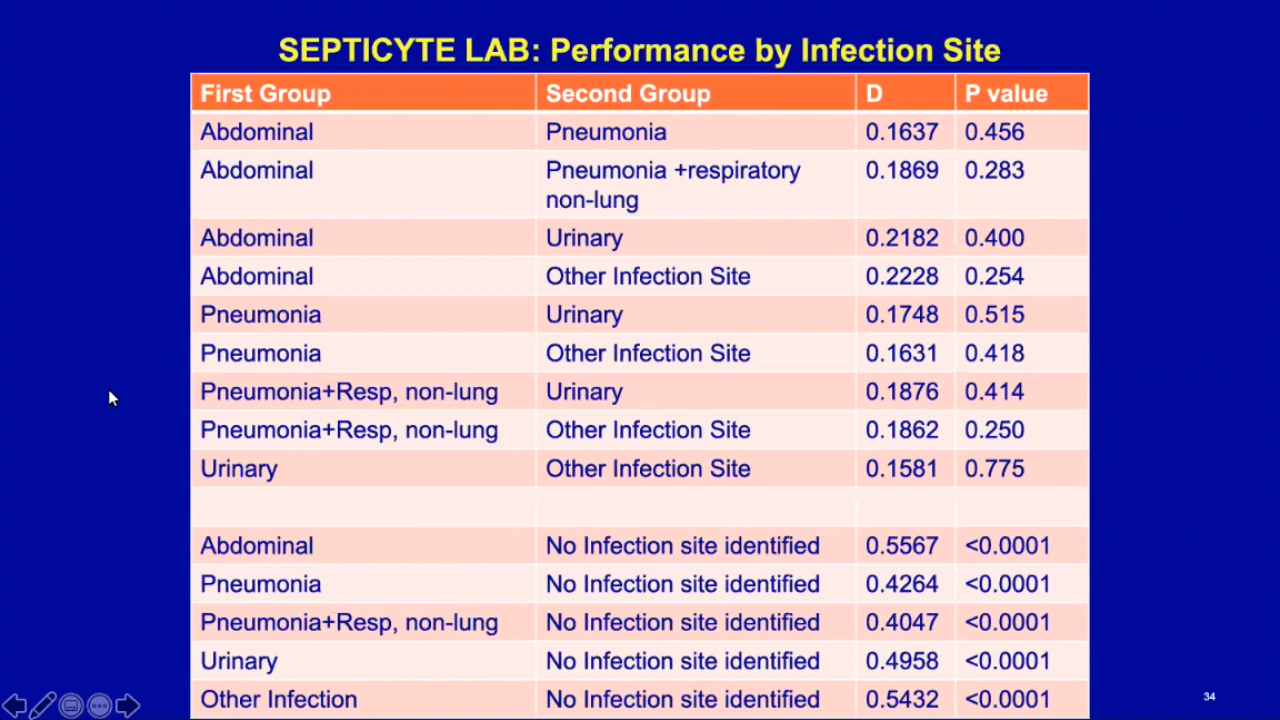 SEPTICYTE LAB: Performance by Infection Site
First Group Second Group D P value
Abdominal Pneumonia 0.1637 0.456
Abdominal Pneumonia +respiratory 0.1869 0.283
non-lung
Abdominal Urinary 0.2182 0.400
Abdominal Other Infection Site 0.2228 0.254
Pneumonia Urinary 0.1748 0.515
Pneumonia Other Infection Site 0.1631 0.418
Pneumonia+Resp, non-lung Urinary 0.1876 0.414
Pneumonia+Resp, non-lung Other Infection Site 0.1862 0.250
Urinary Other Infection Site 0.1581 0.775
Abdominal No Infection site identified 0.5567 <0.0001
Pneumonia No Infection site identified 0.4264 <0.0001
Pneumonia+Resp, non-lung No Infection site identified 0.4047 <0.0001
Urinary No Infection site identified 0.4958 <0.0001
Other Infection No Infection site identified 0.5432 <0.0001
34